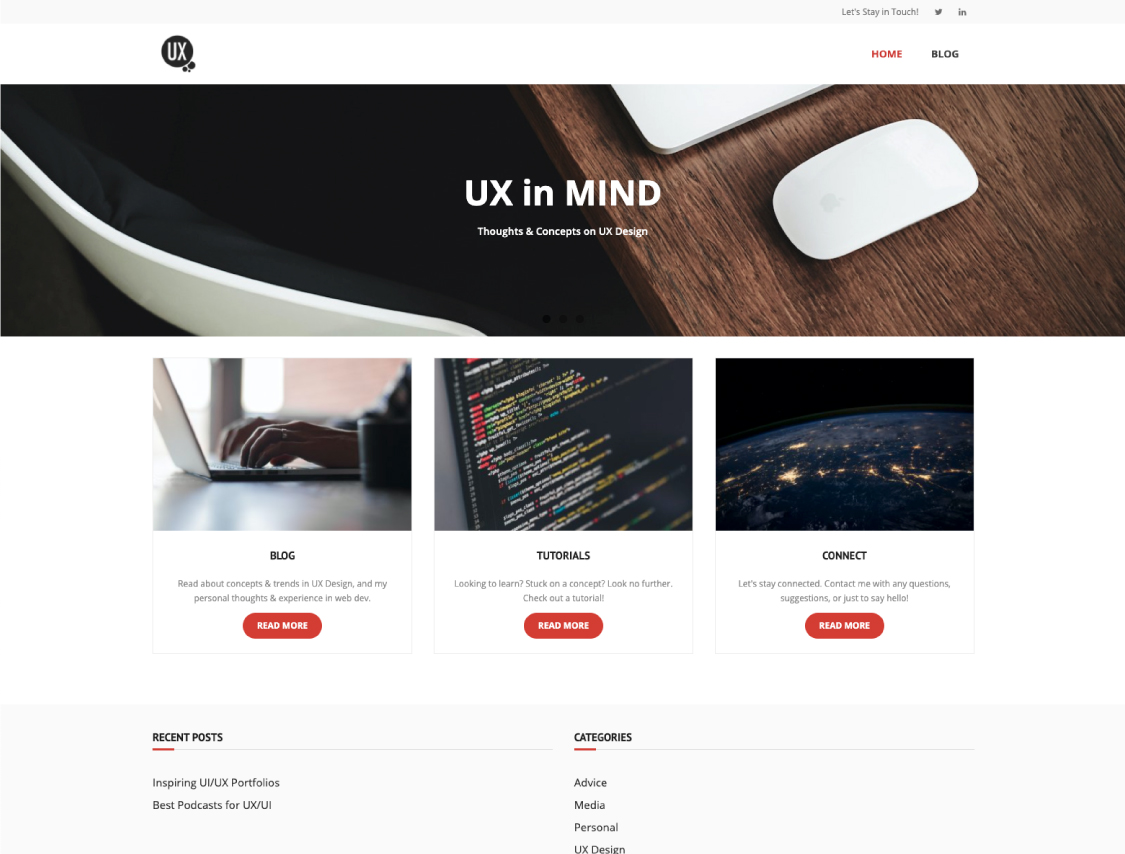 Let's Stay in Touch!
UX
HOME
BLOG
UX in MIND
Thoughts & Concepts on UX Design
BLOG
Read about concepts & trends in UX Design, and my
personal thoughts & experience in web dev.
READ MORE
TUTORIALS
Looking to learn? Stuck on a concept? Look no further.
Check out a tutorial!
READ MORE
CONNECT
Let's stay connected. Contact me with any questions,
suggestions, or just to say hello!
READ MORE
RECENT POSTS
Inspiring UI/UX Portfolios
Best Podcasts for UX/UI
CATEGORIES
Advice
Media
Personal
UX Design